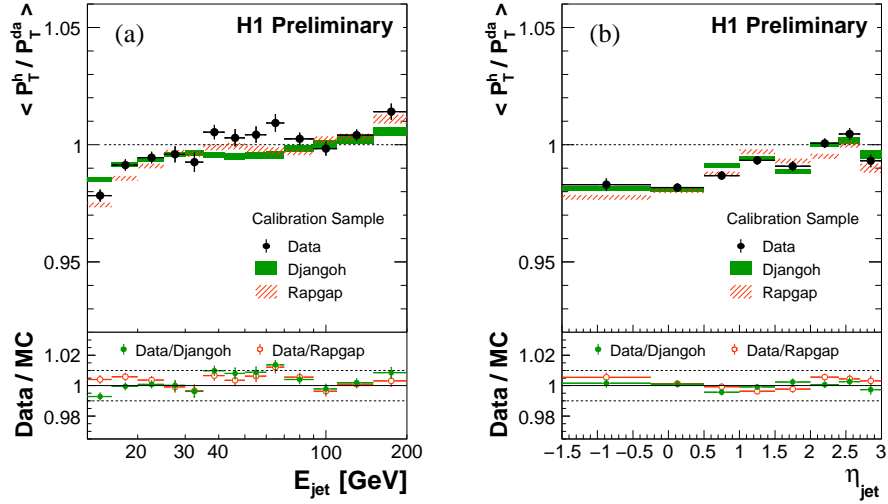 (a)
H1 Preliminary
< P_T^h / P_T^da >
1.05
1
0.95
Calibration Sample
Data
Djangoh
Rapgap
Data/Djangoh
Data/Rapgap
Data / MC
1.02
1
0.98
20 30 40 100 200
E_jet [GeV]
(b)
H1 Preliminary
< P_T^h / P_T^da >
1.05
1
0.95
Calibration Sample
Data
Djangoh
Rapgap
Data/Djangoh
Data/Rapgap
Data / MC
1.02
1
0.98
−1.5 −1 −0.5 0 0.5 1 1.5 2 2.5 3
η_jet